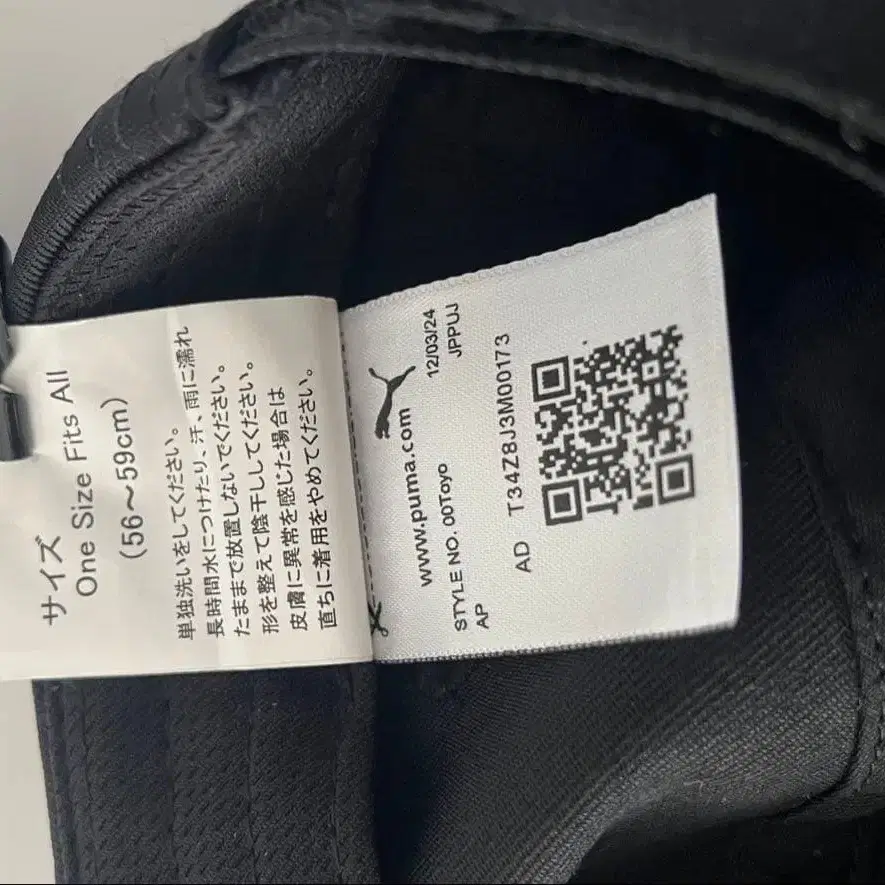 サイズ
One Size Fits All
(56～59cm)
単独洗いをしてください。
長時間水につけたり、汗、雨に濡れ
たままで放置しないでください。
形を整えて陰干ししてください。
皮膚に異常を感じた場合は
直ちに着用をやめてください。
www.puma.com
12/03/24
JPPUJ
STYLE NO. 00Toyo
AP
AD T34Z8J3M00173